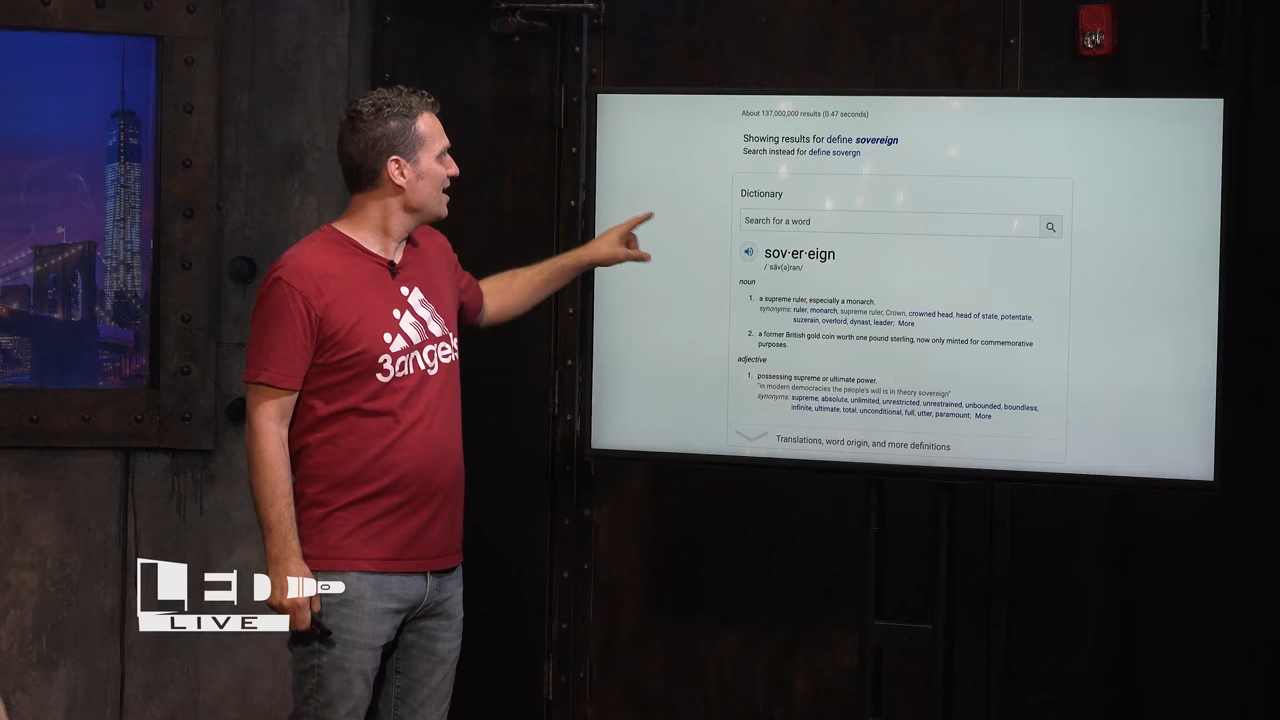 About 137,000,000 results (0.47 seconds)
Showing results for define sovereign
Search instead for define sovergn
Dictionary
Search for a word
sov·er·eign
/ˈsäv(ə)rən/
noun
1. a supreme ruler, especially a monarch.
synonyms: ruler, monarch, supreme ruler, Crown, crowned head, head of state, potentate,
suzerain, overlord, dynast, leader; More
2. a former British gold coin worth one pound sterling, now only minted for commemorative
purposes.
adjective
1. possessing supreme or ultimate power.
"in modern democracies the people's will is in theory sovereign"
synonyms: supreme, absolute, unlimited, unrestricted, unrestrained, unbounded, boundless,
infinite, ultimate, total, unconditional, full, utter, paramount; More
Translations, word origin, and more definitions
3angels
LED
LIVE